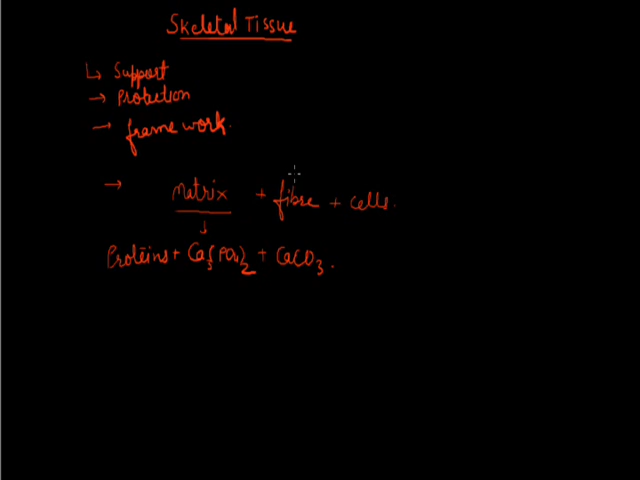 Skeletal Tissue
↳ Support
→ Protection
→ frame work.
→ matrix + fibre + cells.
↓
Proteins + Ca3(PO4)2 + CaCO3.